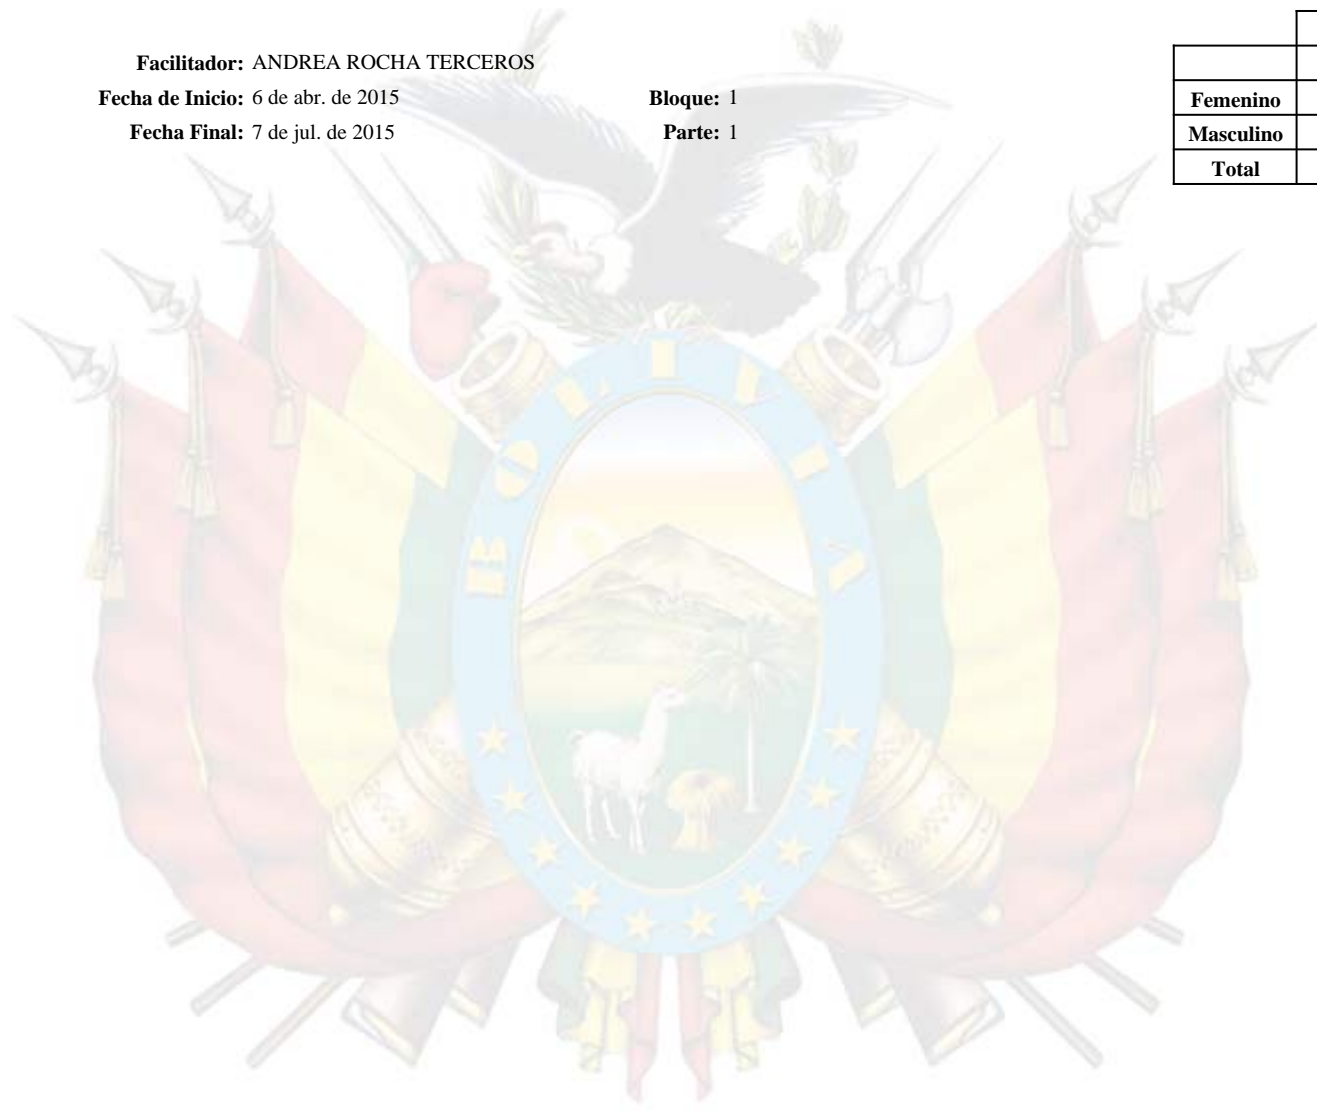 Facilitador: ANDREA ROCHA TERCEROS
Fecha de Inicio: 6 de abr. de 2015 Bloque: 1
Fecha Final: 7 de jul. de 2015 Parte: 1
Femenino
Masculino
Total
BOLIVIA